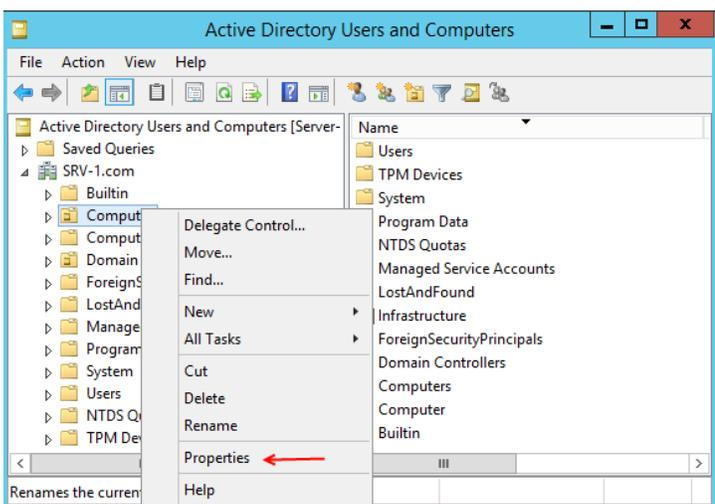 Active Directory Users and Computers
File Action View Help
Active Directory Users and Computers [Server-
Name
Saved Queries
SRV-1.com
Builtin
Comput
Comput
Domain
ForeignS
LostAnd
Manage
Program
System
Users
NTDS Q
TPM De
Delegate Control...
Move...
Find...
New
All Tasks
Cut
Delete
Rename
Properties
Help
Users
TPM Devices
System
Program Data
NTDS Quotas
Managed Service Accounts
LostAndFound
Infrastructure
ForeignSecurityPrincipals
Domain Controllers
Computers
Computer
Builtin
Renames the curren